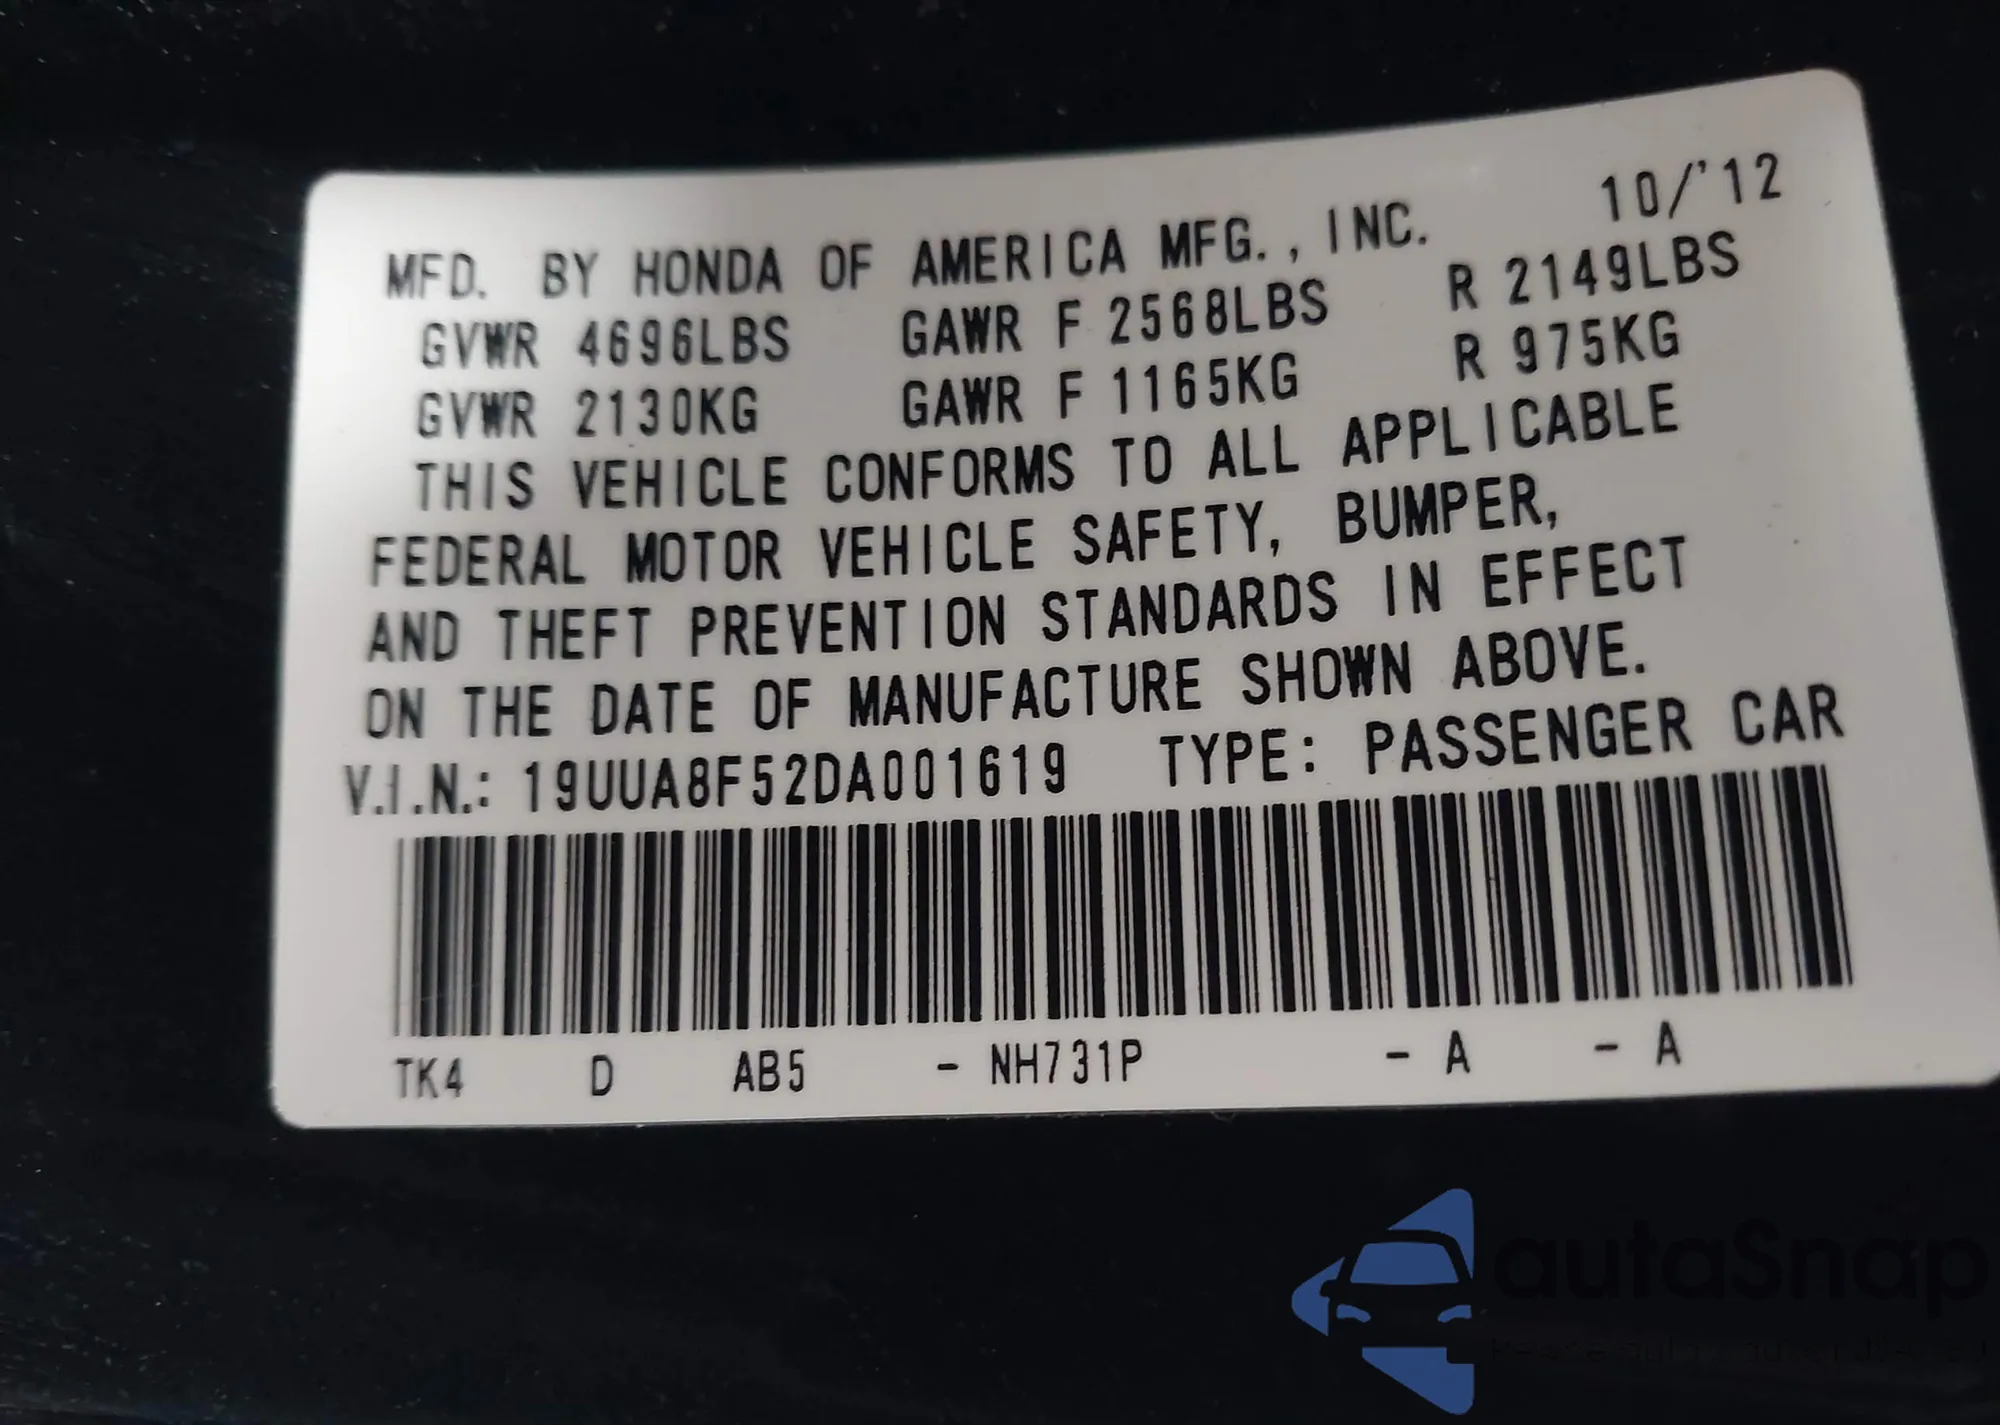 MFD. BY HONDA OF AMERICA MFG., INC. 10/'12
GVWR 4696LBS GAWR F 2568LBS R 2149LBS
GVWR 2130KG GAWR F 1165KG R 975KG
THIS VEHICLE CONFORMS TO ALL APPLICABLE
FEDERAL MOTOR VEHICLE SAFETY, BUMPER,
AND THEFT PREVENTION STANDARDS IN EFFECT
ON THE DATE OF MANUFACTURE SHOWN ABOVE.
V.I.N.: 19UUA8F52DA001619 TYPE: PASSENGER CAR
TK4 D AB5 - NH731P - A - A
autaSnap